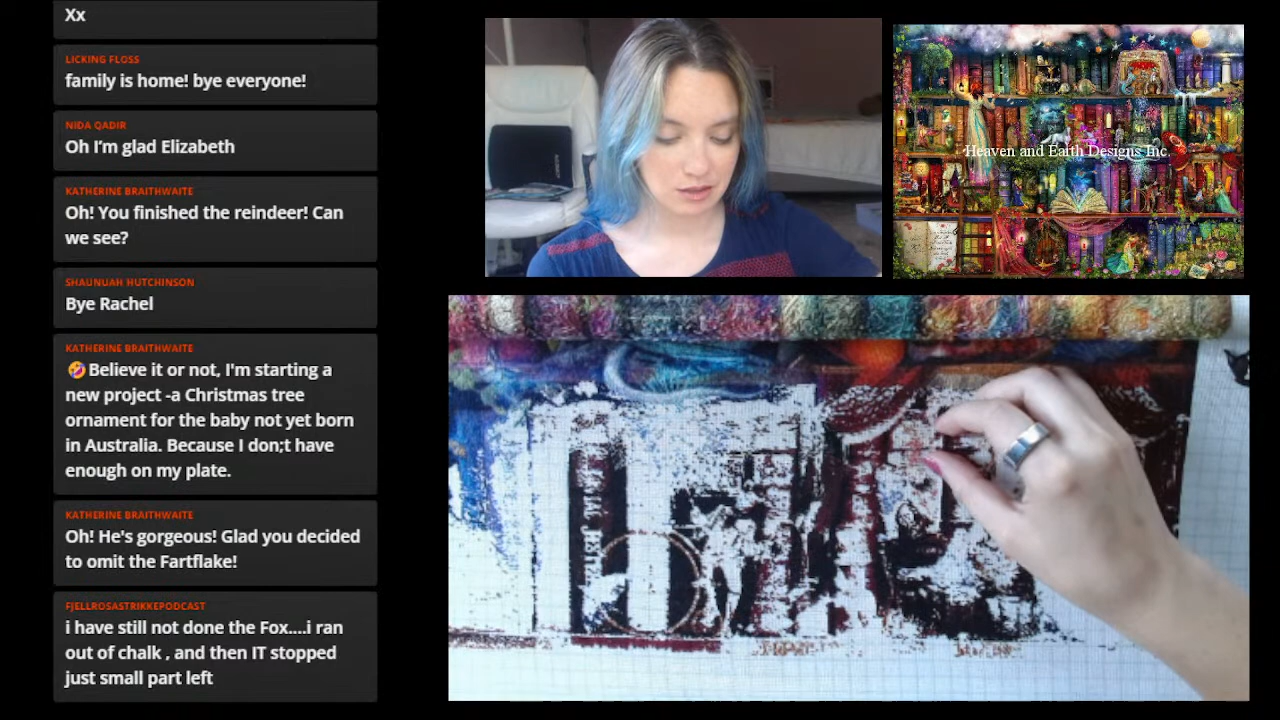 Xx
LICKING FLOSS
family is home! bye everyone!
NIDA QADIR
Oh I'm glad Elizabeth
KATHERINE BRAITHWAITE
Oh! You finished the reindeer! Can
we see?
SHAUNUAH HUTCHINSON
Bye Rachel
KATHERINE BRAITHWAITE
🤣Believe it or not, I'm starting a
new project -a Christmas tree
ornament for the baby not yet born
in Australia. Because I don;t have
enough on my plate.
KATHERINE BRAITHWAITE
Oh! He's gorgeous! Glad you decided
to omit the Fartflake!
FJELLROSASTRIKKEPODCAST
i have still not done the Fox....i ran
out of chalk , and then IT stopped
just small part left
Heaven and Earth Designs Inc.